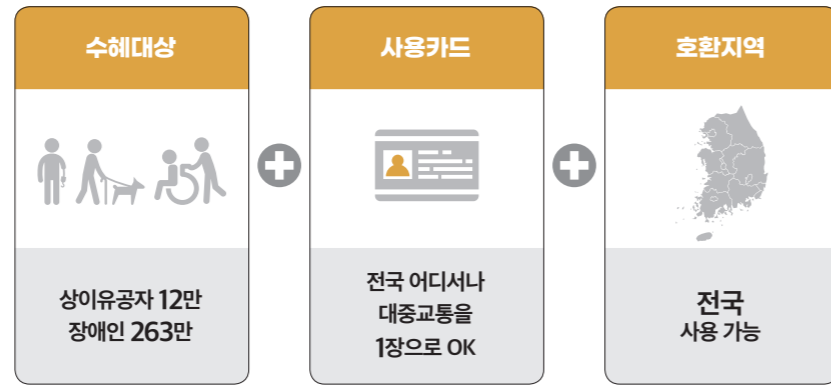 수혜대상
상이유공자 12만
장애인 263만
사용카드
전국 어디서나
대중교통을
1장으로 OK
호환지역
전국
사용 가능